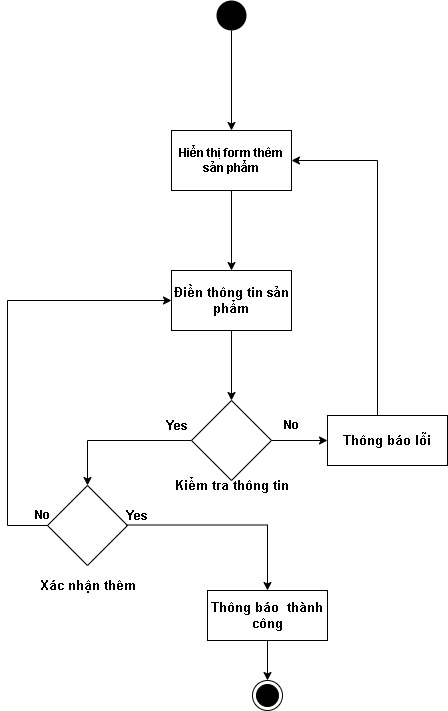 Hiển thị form thêm
sản phẩm
Điền thông tin sản
phẩm
Yes
No
Thông báo lỗi
Kiểm tra thông tin
No
Yes
Xác nhận thêm
Thông báo  thành
công